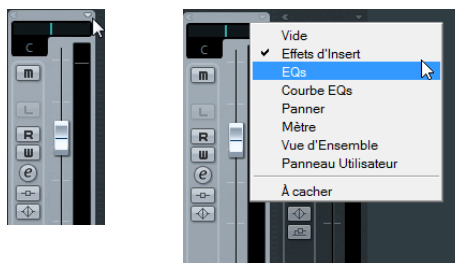 C
m
L
R
W
e
C
m
L
R
W
e
Vide
✓ Effets d'Insert
EQs
Courbe EQs
Panner
Mètre
Vue d'Ensemble
Panneau Utilisateur
À cacher